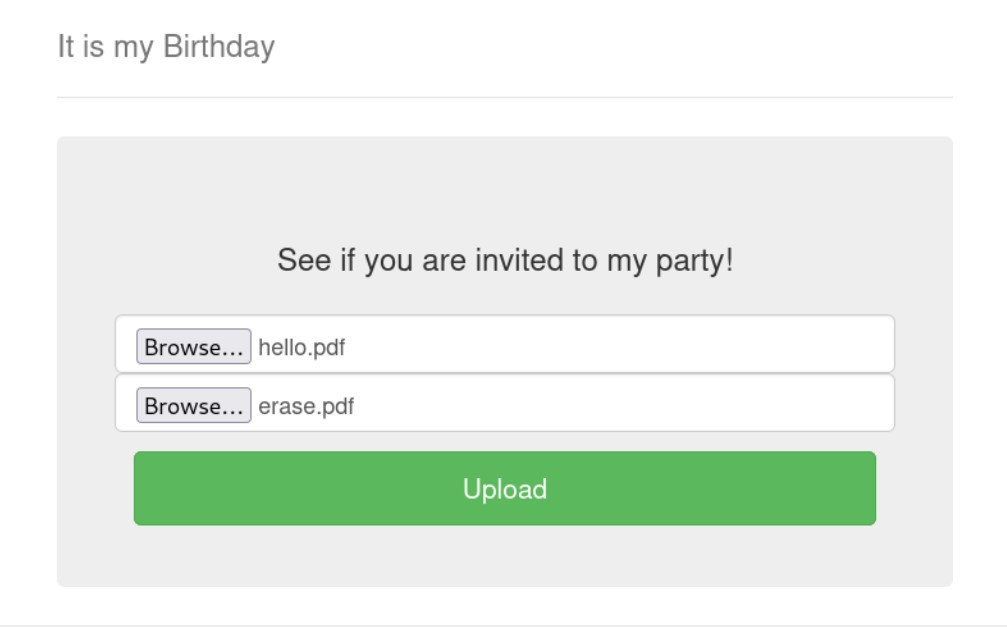 It is my Birthday
See if you are invited to my party!
Browse... hello.pdf
Browse... erase.pdf
Upload